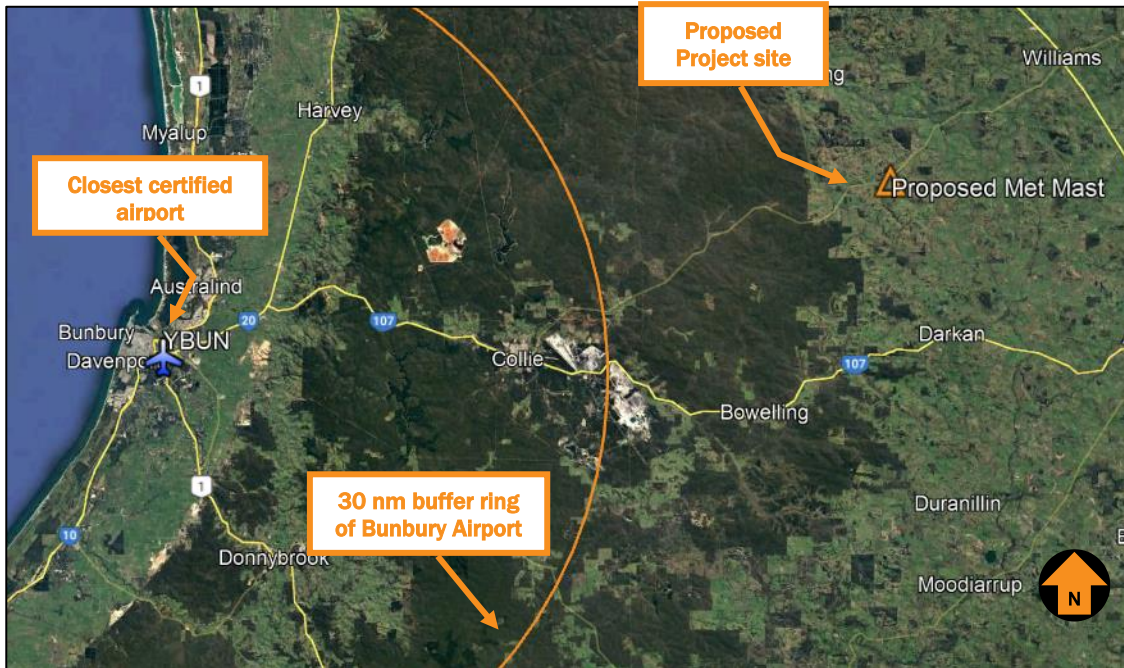 Proposed
Project site
Williams
ng
Harvey
1
Myalup
Closest certified
airport
Proposed Met Mast
Australind
20
Bunbury
YBUN
107
Davenpo
Collie
Darkan
107
Bowelling
30 nm buffer ring
of Bunbury Airport
1
Duranillin
10
E
Donnybrook
Moodiarrup
N